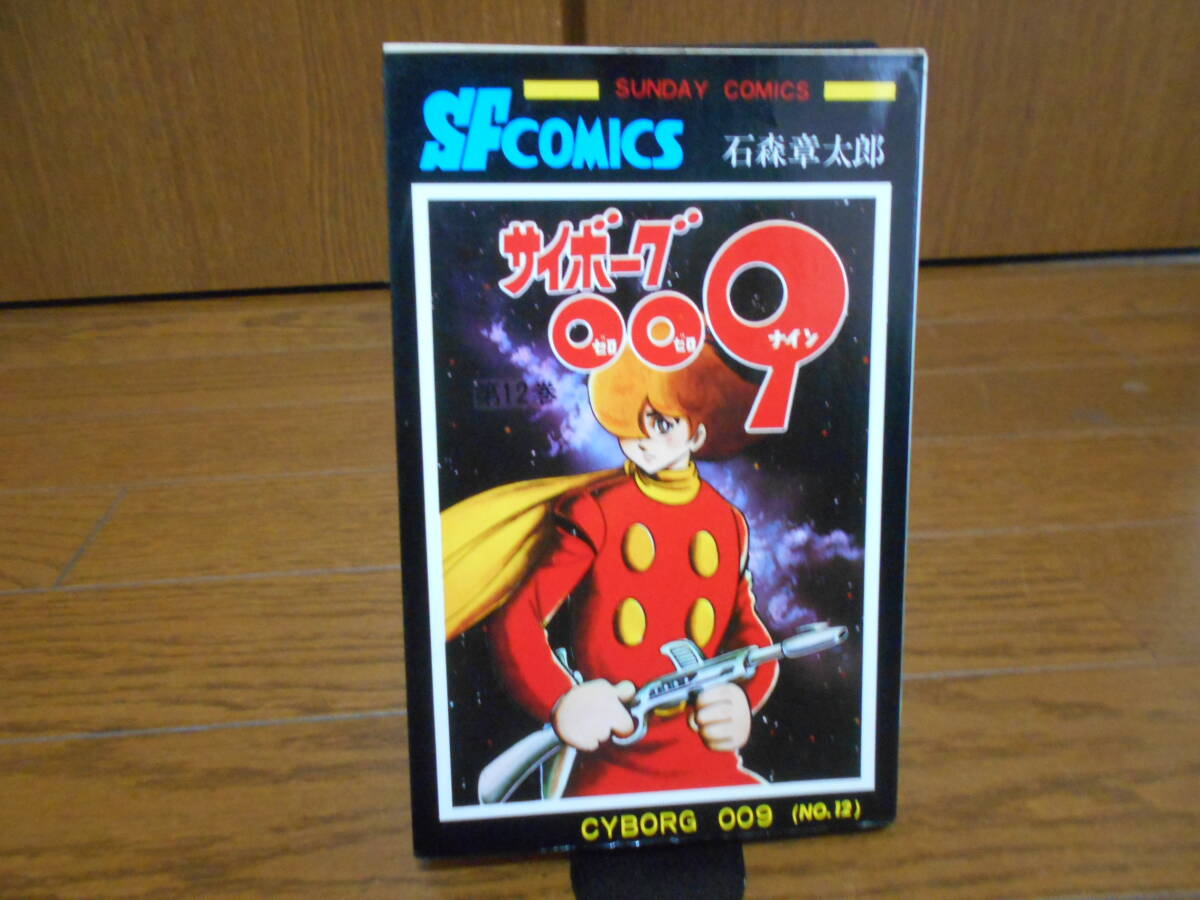 SUNDAY COMICS
SF COMICS
石森章太郎
サイボーグ
009
ゼロ ゼロ ナイン
第12巻
CYBORG 009 (NO.12)